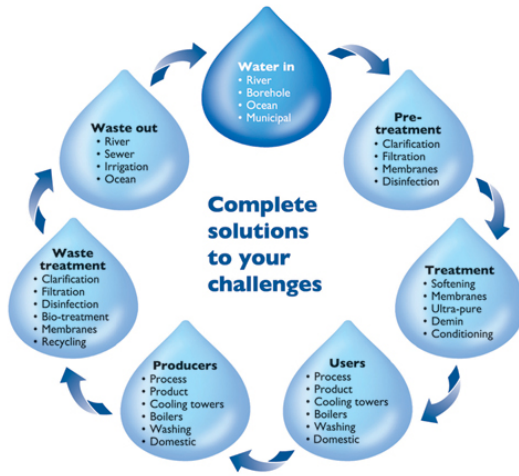 Water in
• River
• Borehole
• Ocean
• Municipal
Pre-
treatment
• Clarification
• Filtration
• Membranes
• Disinfection
Treatment
• Softening
• Membranes
• Ultra-pure
• Demin
• Conditioning
Users
• Process
• Product
• Cooling towers
• Boilers
• Washing
• Domestic
Producers
• Process
• Product
• Cooling towers
• Boilers
• Washing
• Domestic
Waste
treatment
• Clarification
• Filtration
• Disinfection
• Bio-treatment
• Membranes
• Recycling
Waste out
• River
• Sewer
• Irrigation
• Ocean
Complete
solutions
to your
challenges